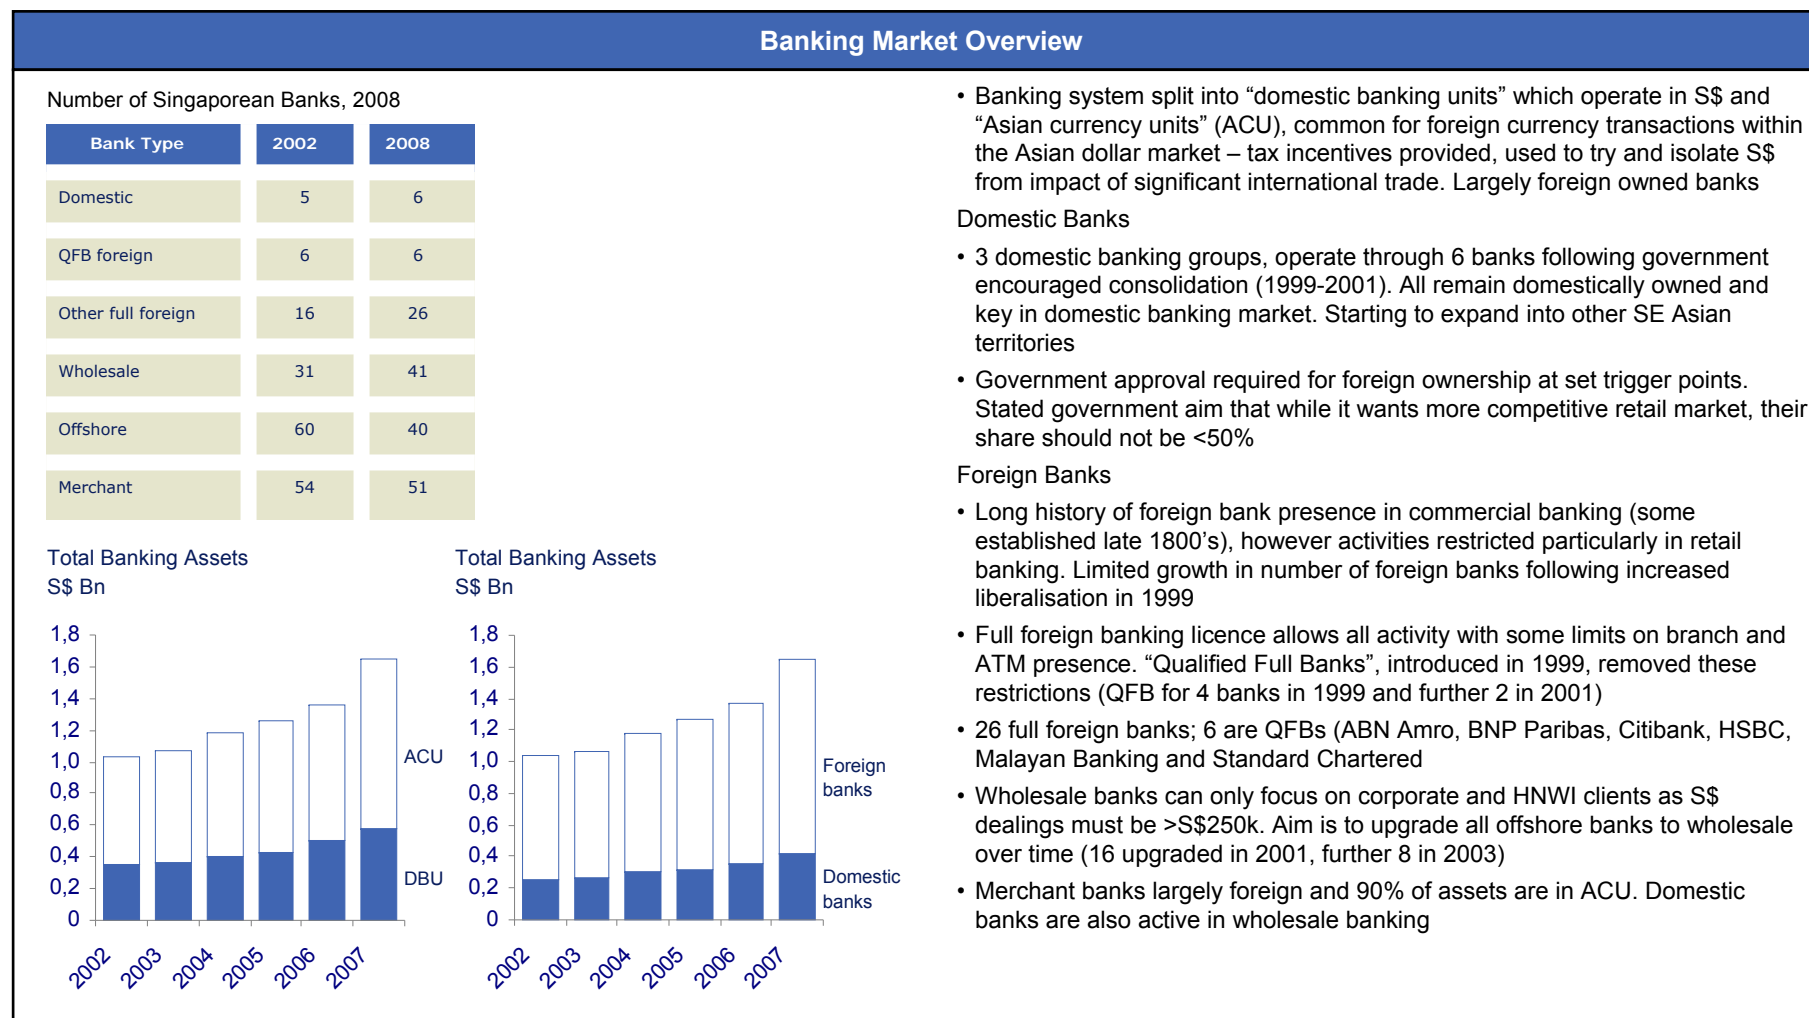 Banking Market Overview
Number of Singaporean Banks, 2008
Bank Type 2002 2008
Domestic 5 6
QFB foreign 6 6
Other full foreign 16 26
Wholesale 31 41
Offshore 60 40
Merchant 54 51
Total Banking Assets
S$ Bn
1,8
1,6
1,4
1,2
1,0
0,8
0,6
0,4
0,2
0
ACU
DBU
2002 2003 2004 2005 2006 2007
Total Banking Assets
S$ Bn
1,8
1,6
1,4
1,2
1,0
0,8
0,6
0,4
0,2
0
Foreign
banks
Domestic
banks
2002 2003 2004 2005 2006 2007
• Banking system split into “domestic banking units” which operate in S$ and
“Asian currency units” (ACU), common for foreign currency transactions within
the Asian dollar market – tax incentives provided, used to try and isolate S$
from impact of significant international trade. Largely foreign owned banks
Domestic Banks
• 3 domestic banking groups, operate through 6 banks following government
encouraged consolidation (1999-2001). All remain domestically owned and
key in domestic banking market. Starting to expand into other SE Asian
territories
• Government approval required for foreign ownership at set trigger points.
Stated government aim that while it wants more competitive retail market, their
share should not be <50%
Foreign Banks
• Long history of foreign bank presence in commercial banking (some
established late 1800’s), however activities restricted particularly in retail
banking. Limited growth in number of foreign banks following increased
liberalisation in 1999
• Full foreign banking licence allows all activity with some limits on branch and
ATM presence. “Qualified Full Banks”, introduced in 1999, removed these
restrictions (QFB for 4 banks in 1999 and further 2 in 2001)
• 26 full foreign banks; 6 are QFBs (ABN Amro, BNP Paribas, Citibank, HSBC,
Malayan Banking and Standard Chartered
• Wholesale banks can only focus on corporate and HNWI clients as S$
dealings must be >S$250k. Aim is to upgrade all offshore banks to wholesale
over time (16 upgraded in 2001, further 8 in 2003)
• Merchant banks largely foreign and 90% of assets are in ACU. Domestic
banks are also active in wholesale banking